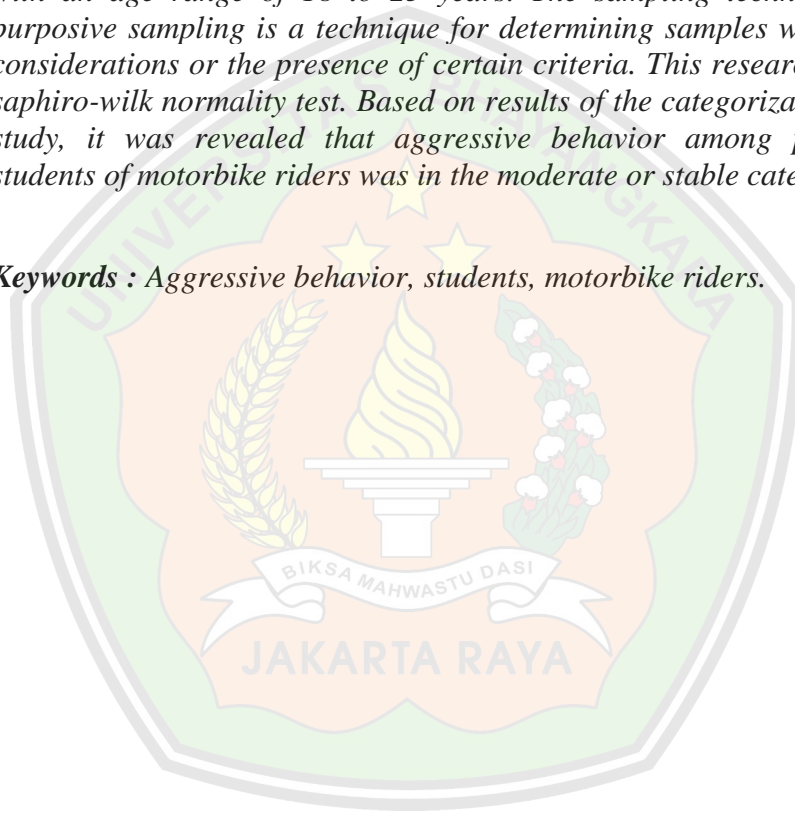 with an age range of to years. The sampling techni
purposive sampling is a technique for determining samples w
considerations or the presence of certain criteria. This resear
saphiro-wilk normality test. Based on results of the categoriza
study, it was revealed that aggressive behavior among p
students of motorbike riders was in the moderate or stable cate
Keywords : Aggressive behavior, students, motorbike riders.
UNIVERSITAS BHAYANGKARA
BIKSA MAHWASTU DASI
JAKARTA RAYA